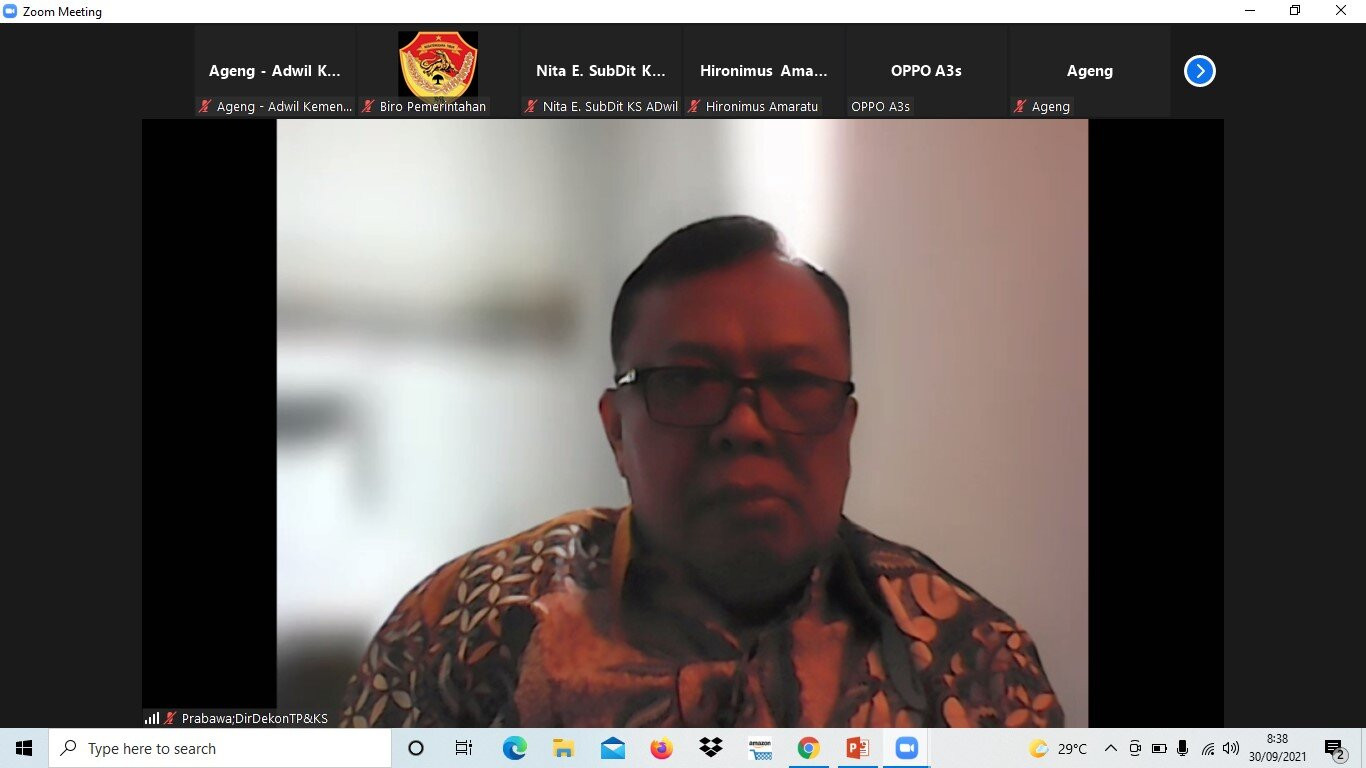 Zoom Meeting
Ageng - Adwil K...
Nita E. SubDit K...
Hironimus Ama...
OPPO A3s
Ageng
Ageng - Adwil Kemen...
Biro Pemerintahan
Nita E. SubDit KS ADwil
Hironimus Amaratu
OPPO A3s
Ageng
Prabawa;DirDekonTP&KS
Type here to search
amazon
29°C
8:38
30/09/2021
2